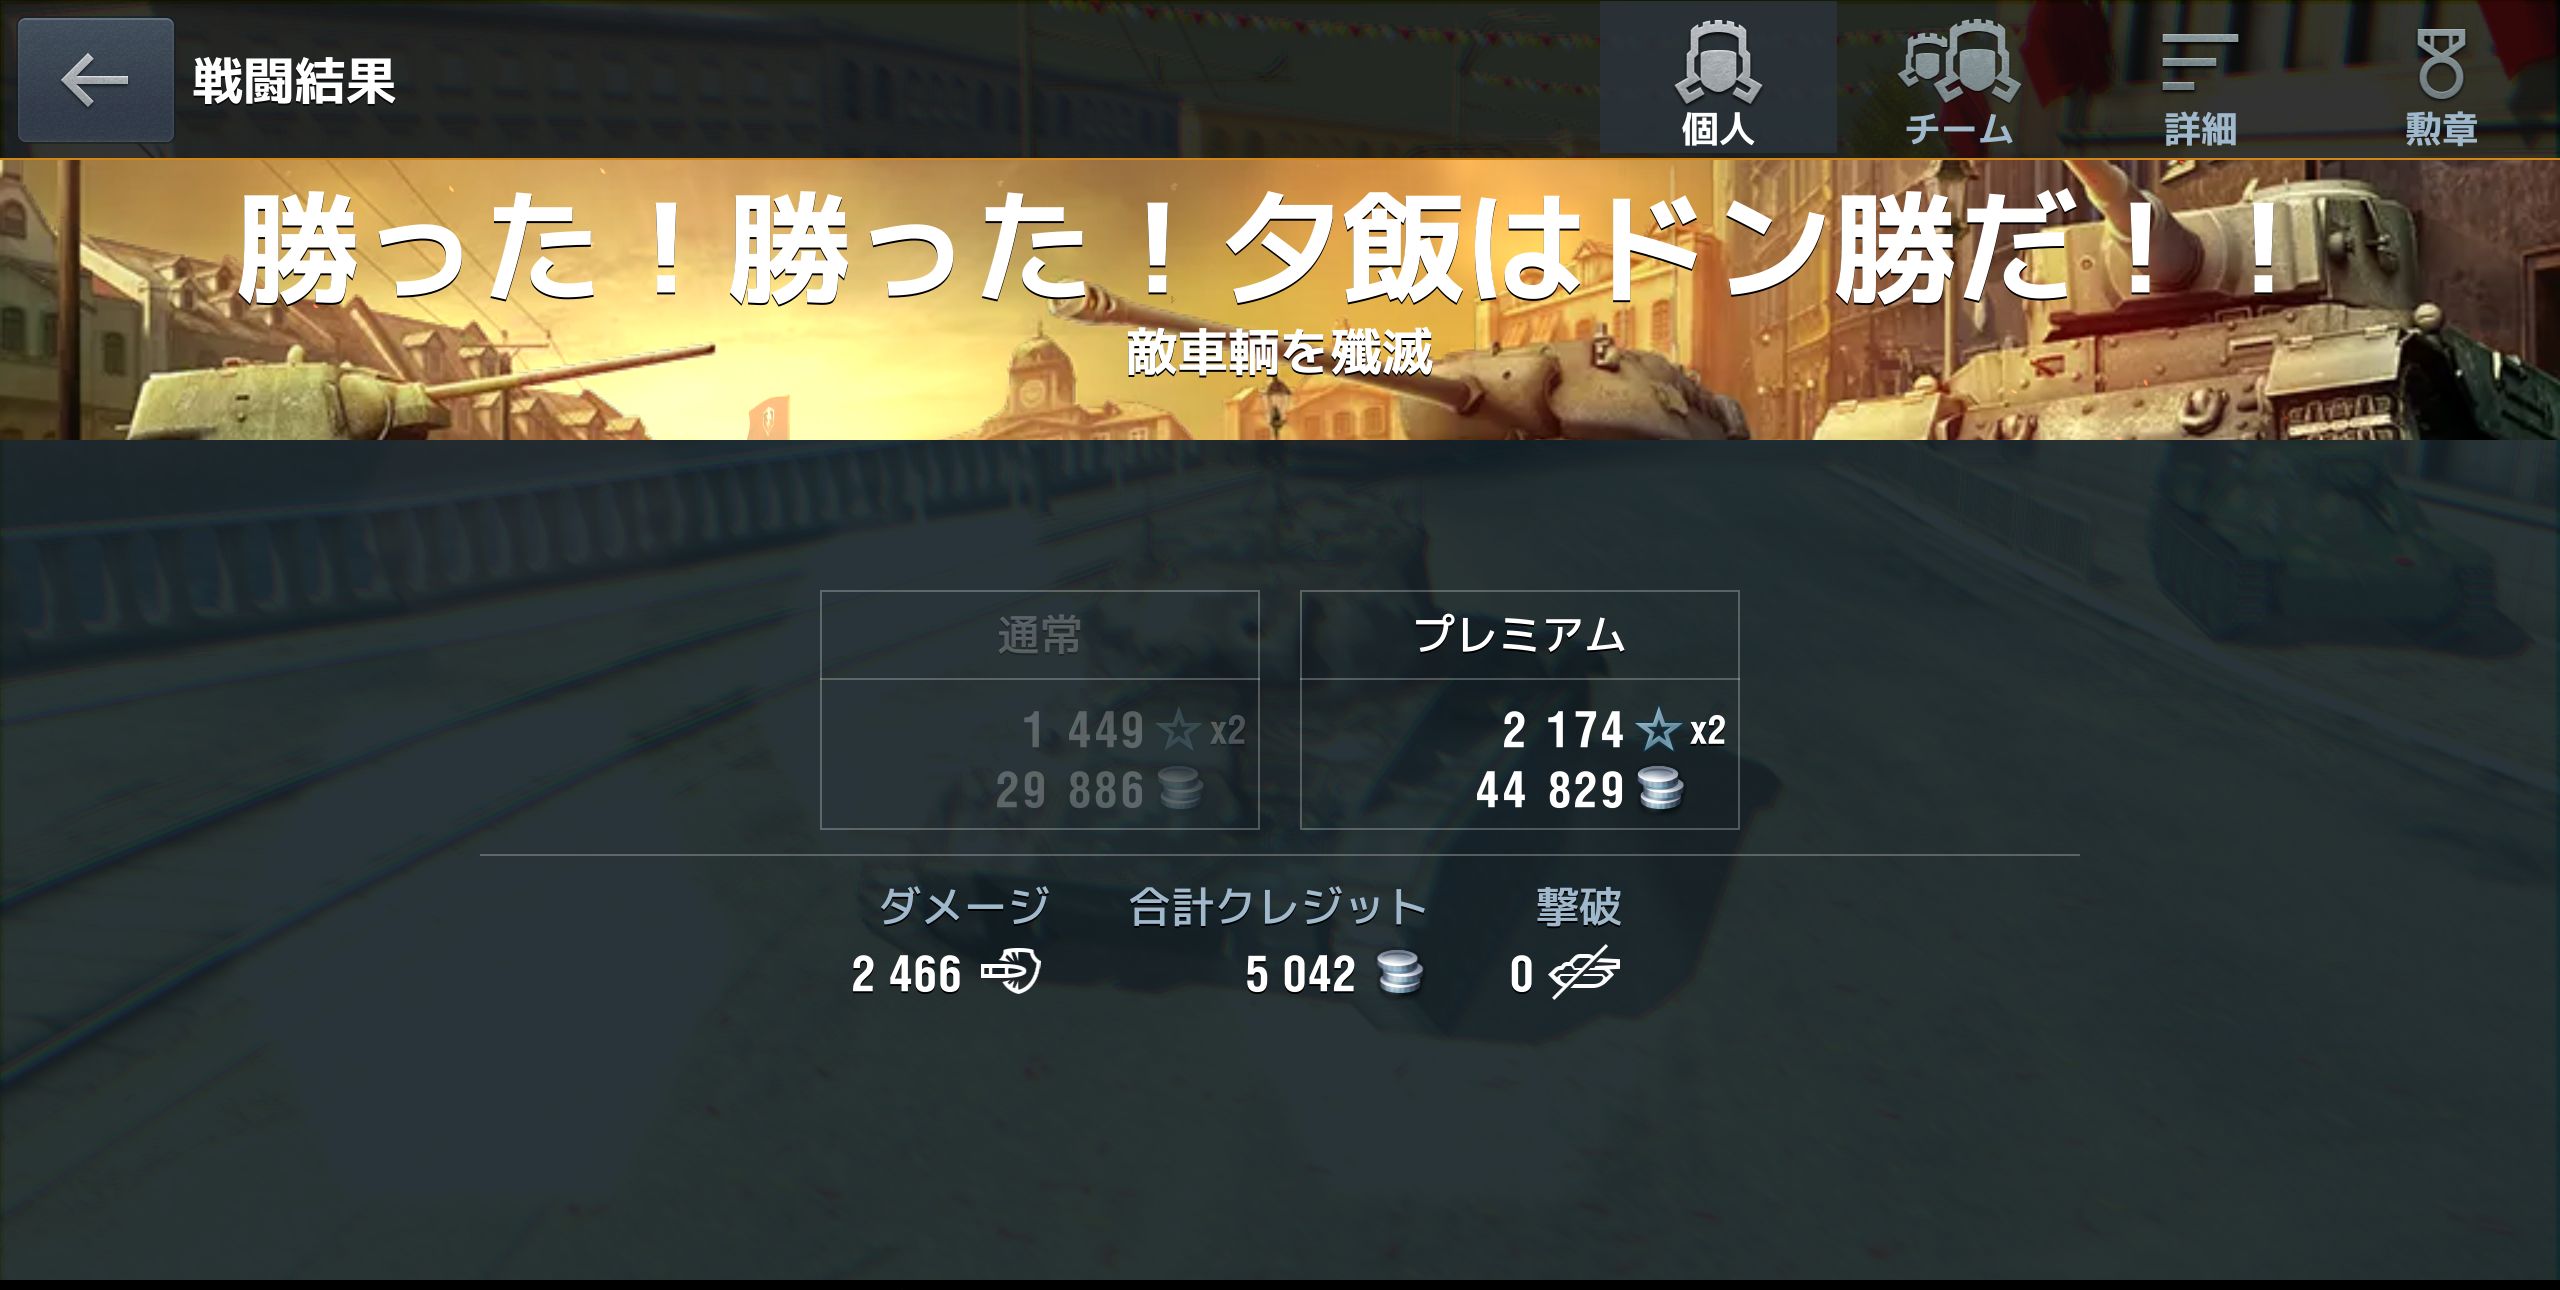 戦闘結果
個人
チーム
詳細
勲章
勝った！勝った！夕飯はドン勝だ！！
敵車輌を殲滅
通常
1 449 x2
29 886
プレミアム
2 174 x2
44 829
ダメージ
2 466
合計クレジット
5 042
撃破
0